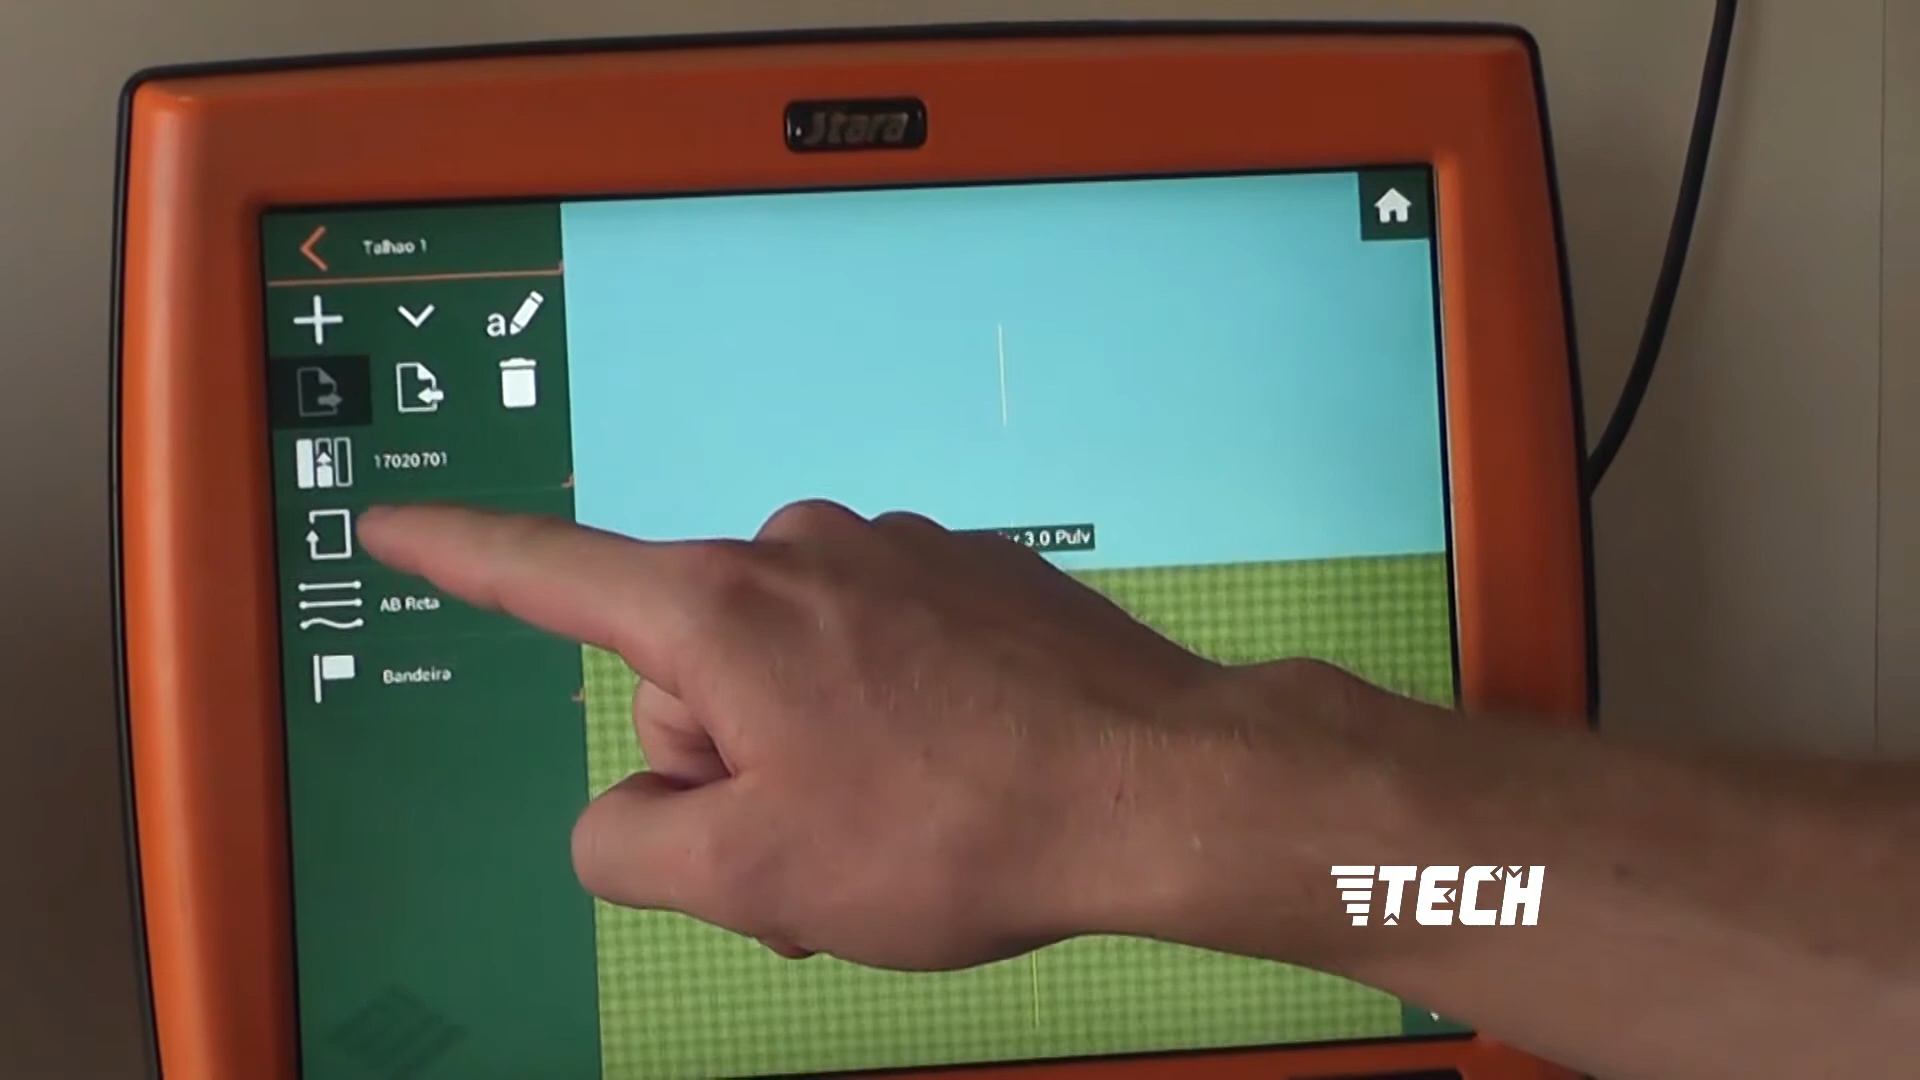 Stara
Talhao 1
a
17020701
3.0 Pulv
AB Reta
Bandeira
TECH